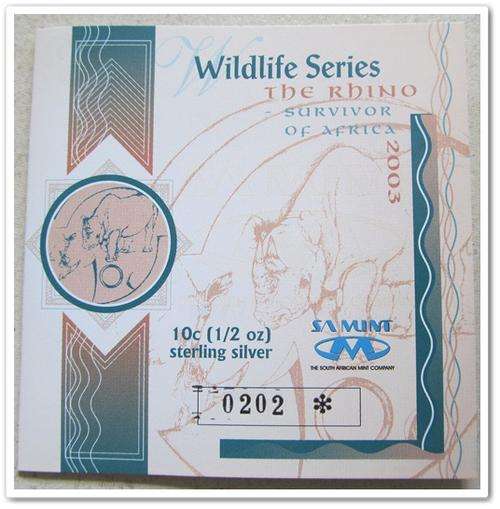 Wildlife Series
THE RHINO
- SURVIVOR
OF AFRICA
2003
10c (1/2 oz)
sterling silver
SA MINT
THE SOUTH AFRICAN MINT COMPANY
0202 *